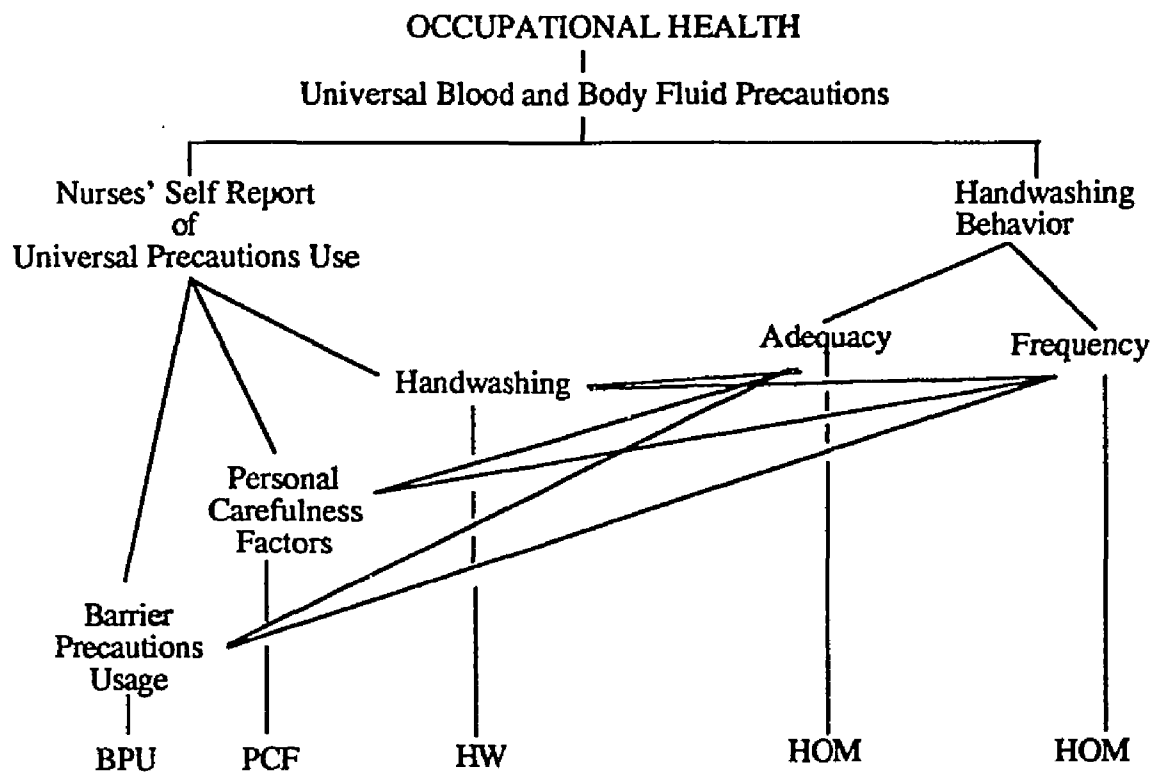 OCCUPATIONAL HEALTH
Universal Blood and Body Fluid Precautions
Nurses' Self Report
of
Universal Precautions Use
Handwashing
Behavior
Adequacy
Frequency
Handwashing
Personal
Carefulness
Factors
Barrier
Precautions
Usage
BPU
PCF
HW
HOM
HOM